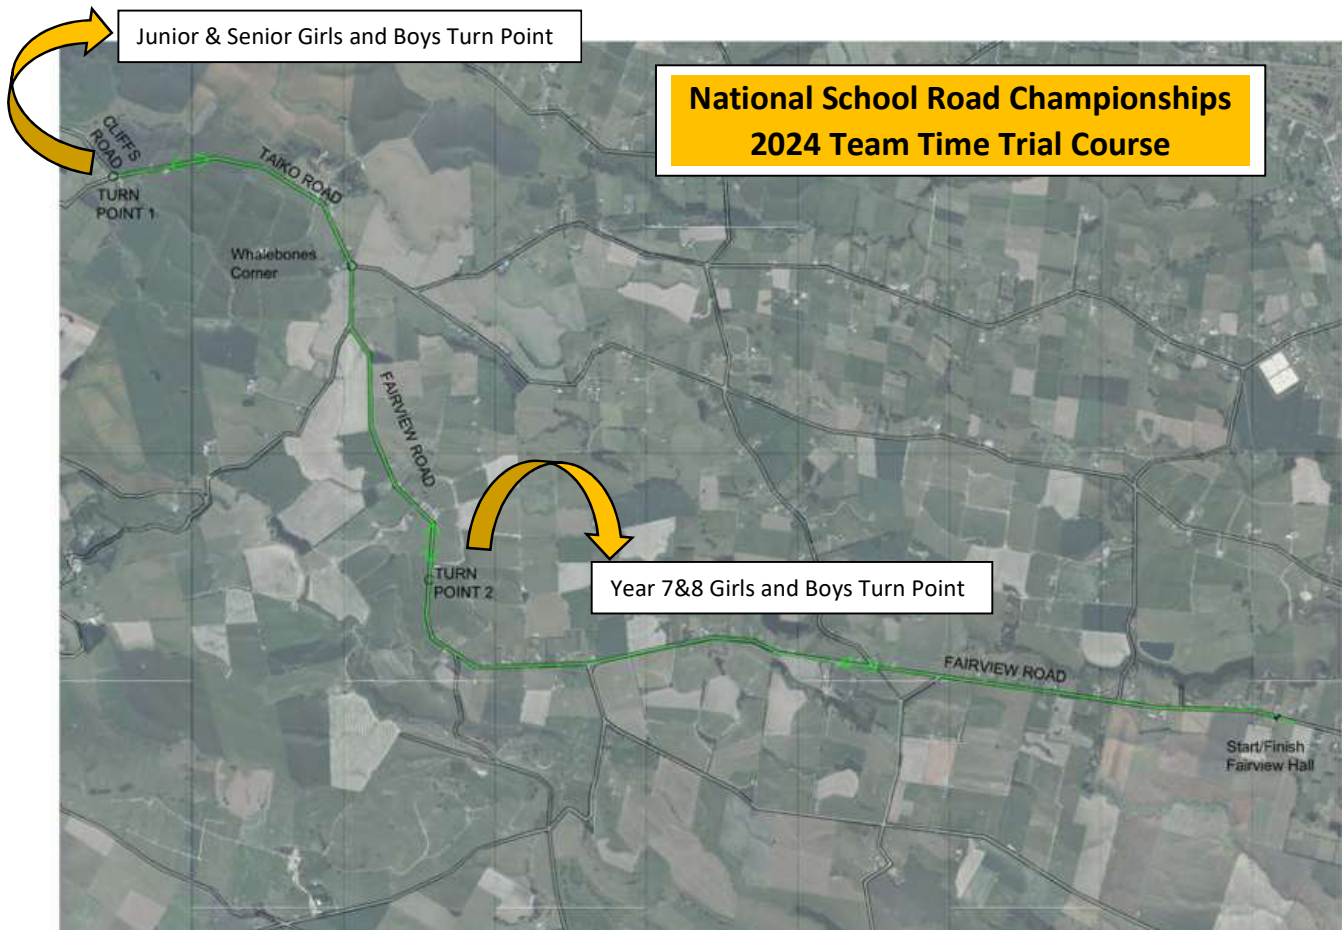 Junior & Senior Girls and Boys Turn Point
National School Road Championships
2024 Team Time Trial Course
CLIFFS
ROAD
TAIKO ROAD
TURN
POINT 1
Whalebones
Corner
FAIRVIEW ROAD
TURN
POINT 2
Year 7&8 Girls and Boys Turn Point
FAIRVIEW ROAD
Start/Finish
Fairview Hall